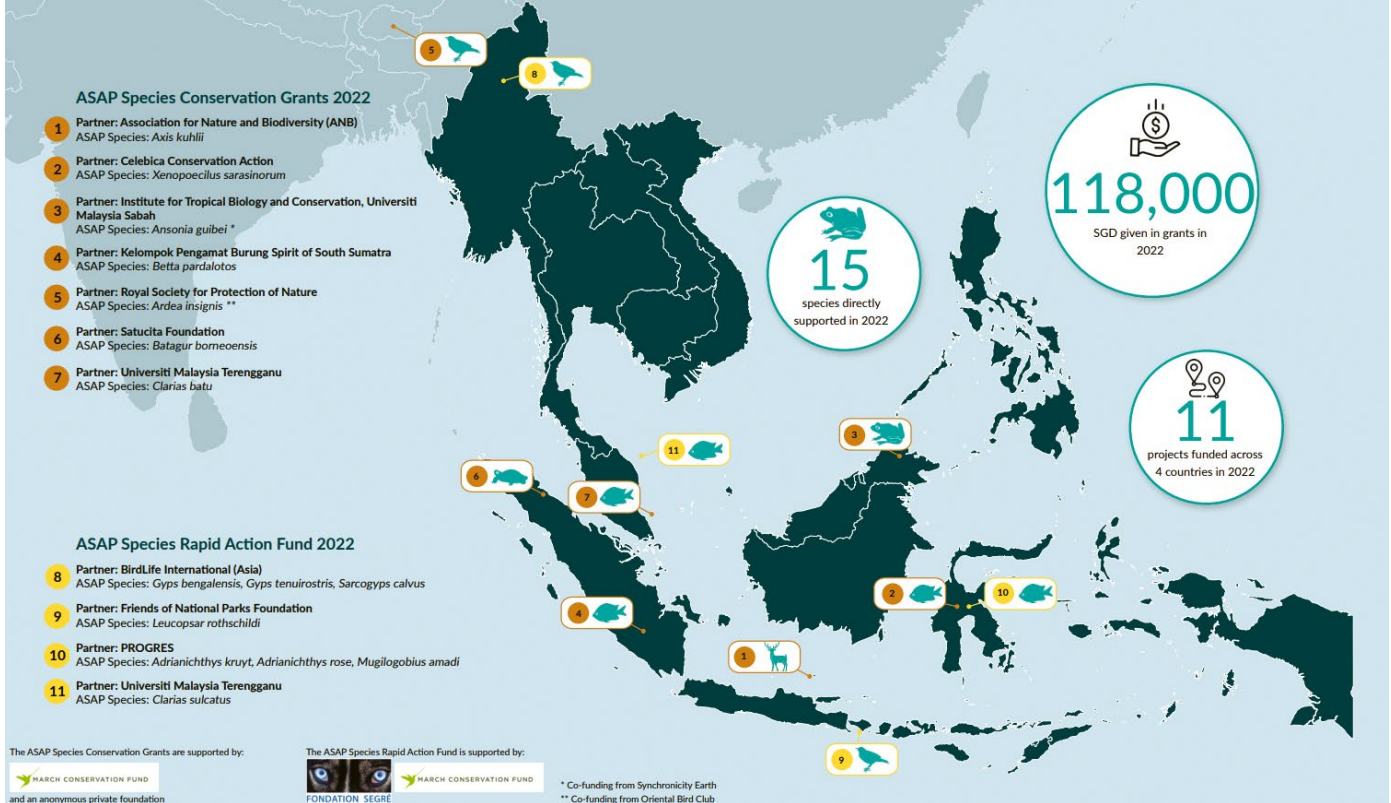 ASAP Species Conservation Grants 2022
1
Partner: Association for Nature and Biodiversity (ANB)
ASAP Species: Axis kuhlii
2
Partner: Celebica Conservation Action
ASAP Species: Xenopoecilus sarasinorum
3
Partner: Institute for Tropical Biology and Conservation, Universiti
Malaysia Sabah
ASAP Species: Ansonia guibei *
4
Partner: Kelompok Pengamat Burung Spirit of South Sumatra
ASAP Species: Betta pardalotos
5
Partner: Royal Society for Protection of Nature
ASAP Species: Ardea insignis **
6
Partner: Satucita Foundation
ASAP Species: Batagur borneoensis
7
Partner: Universiti Malaysia Terengganu
ASAP Species: Clarias batu
ASAP Species Rapid Action Fund 2022
8
Partner: BirdLife International (Asia)
ASAP Species: Gyps bengalensis, Gyps tenuirostris, Sarcogyps calvus
9
Partner: Friends of National Parks Foundation
ASAP Species: Leucopsar rothschildi
10
Partner: PROGRES
ASAP Species: Adrianichthys kruyt, Adrianichthys rose, Mugilogobius amadi
11
Partner: Universiti Malaysia Terengganu
ASAP Species: Clarias sulcatus
5
8
11
6
7
3
4
2
10
1
9
15
species directly
supported in 2022
$
118,000
SGD given in grants in
2022
11
projects funded across
4 countries in 2022
The ASAP Species Conservation Grants are supported by:
MARCH CONSERVATION FUND
and an anonymous private foundation
The ASAP Species Rapid Action Fund is supported by:
FONDATION SEGRÉ
MARCH CONSERVATION FUND
* Co-funding from Synchronicity Earth
** Co-funding from Oriental Bird Club